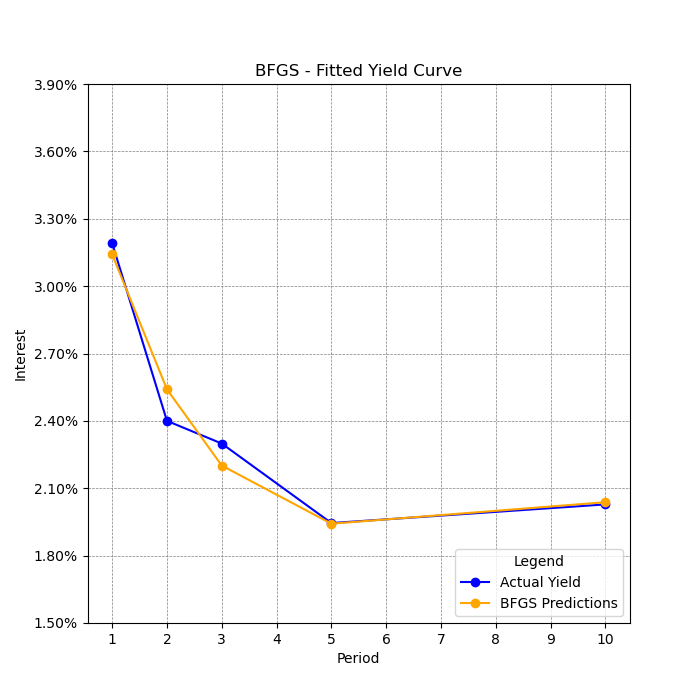 BFGS - Fitted Yield Curve
3.90%
3.60%
3.30%
3.00%
2.70%
2.40%
2.10%
1.80%
1.50%
Interest
1 2 3 4 5 6 7 8 9 10
Period
Legend
Actual Yield
BFGS Predictions